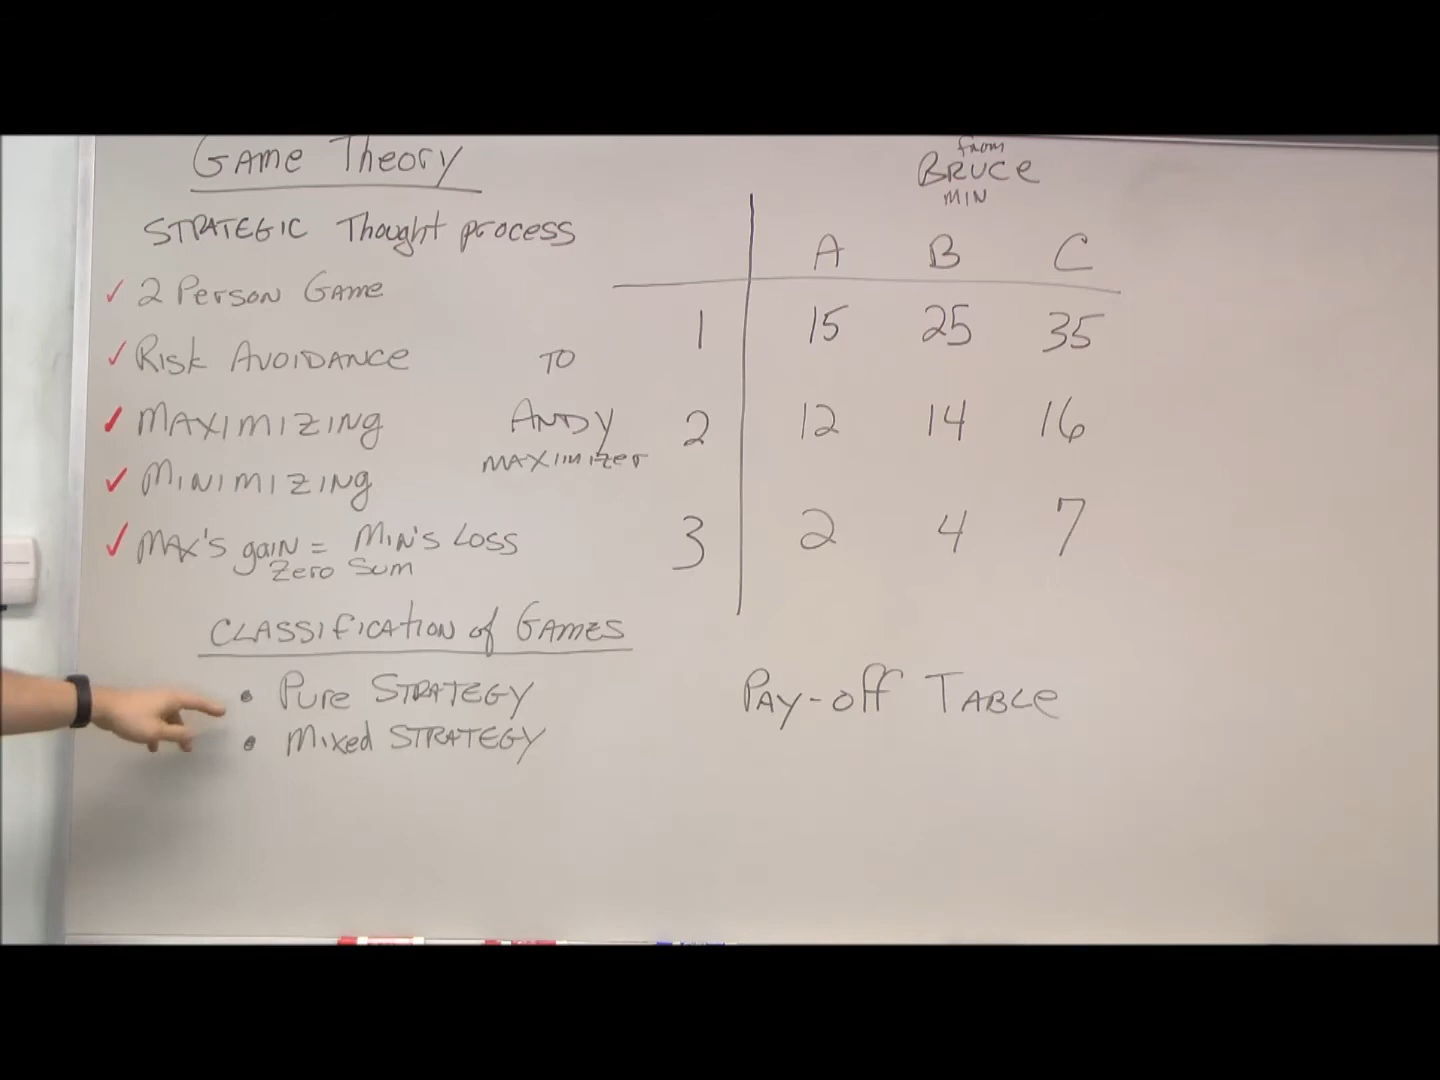 GAME Theory
STRATEGIC Thought process
✓ 2 Person GAME
✓ Risk AVOIDANCE
✓ MAXIMIZING
✓ MINIMIZING
✓ MAX'S gain = MIN'S Loss
Zero Sum
CLASSIFICATION of GAMES
• Pure STRATEGY
• Mixed STRATEGY
from
BRUCE
MIN
A B C
TO
ANDY
MAXIMIZer
1 15 25 35
2 12 14 16
3 2 4 7
PAY-off TABLe